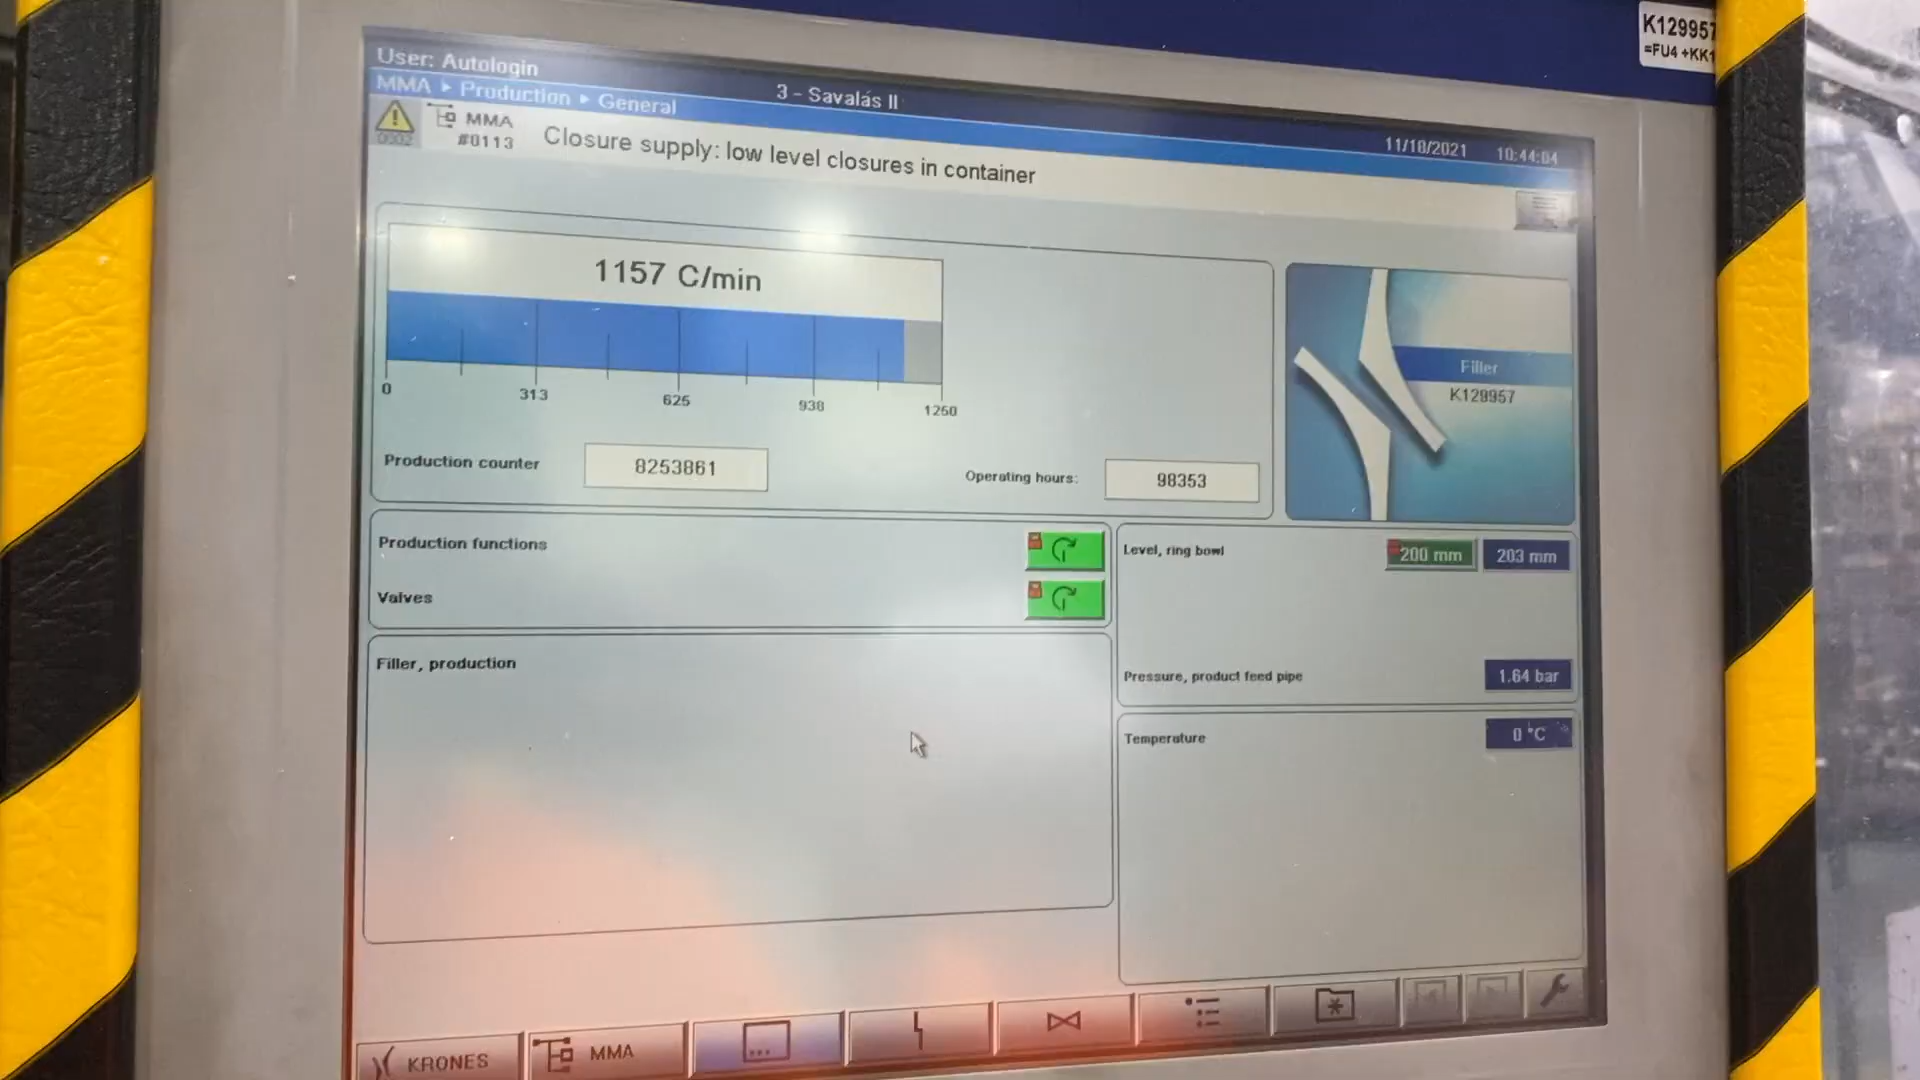 K129957
=FU4 +KK1
User: Autologin
3 - Savalás II
MMA ▸ Production ▸ General
11/18/2021 10:44:04
0002
MMA
#0113
Closure supply: low level closures in container
1157 C/min
0 313 625 938 1250
Filler
K129957
Production counter 8253861
Operating hours: 98353
Production functions
Valves
Level, ring bowl 200 mm 203 mm
Filler, production
Pressure, product feed pipe 1.64 bar
Temperature 0 °C
KRONES
MMA